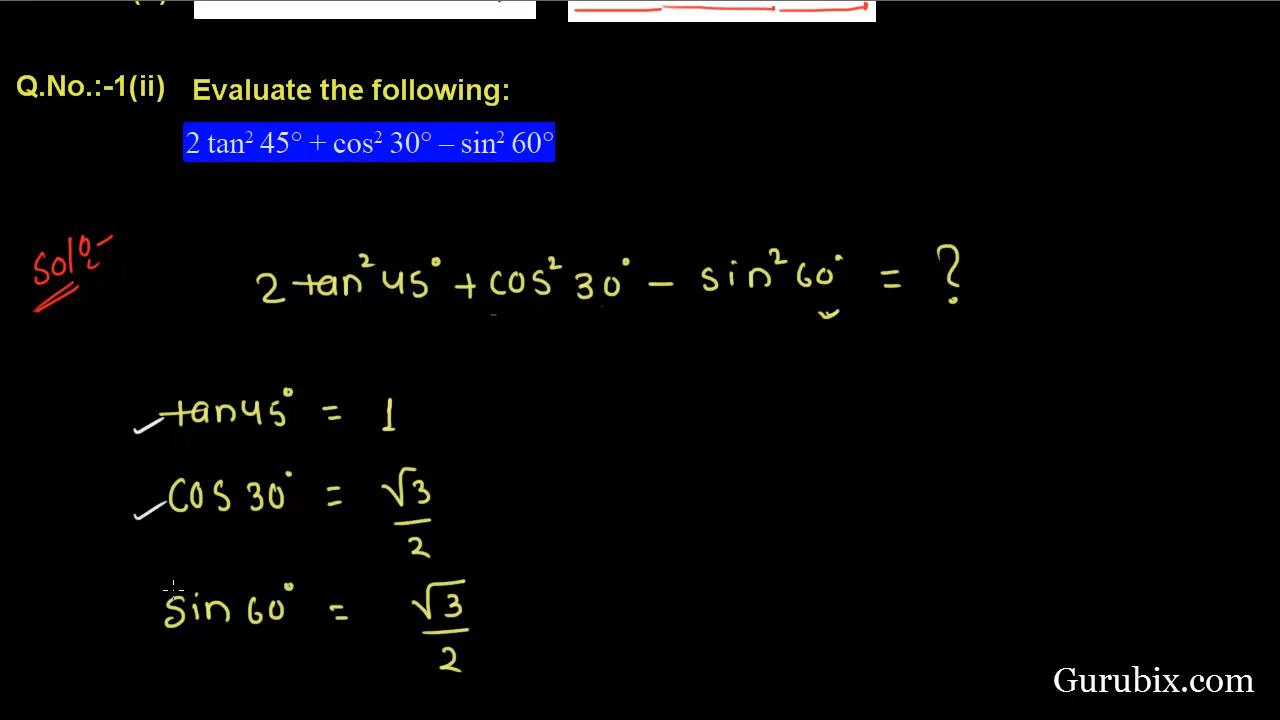 Q.No.:-1(ii) Evaluate the following:
2 tan² 45° + cos² 30° – sin² 60°
Solⁿ:-
2 tan² 45° + cos² 30° – sin² 60° = ?
tan 45° = 1
cos 30° = √3/2
sin 60° = √3/2
Gurubix.com